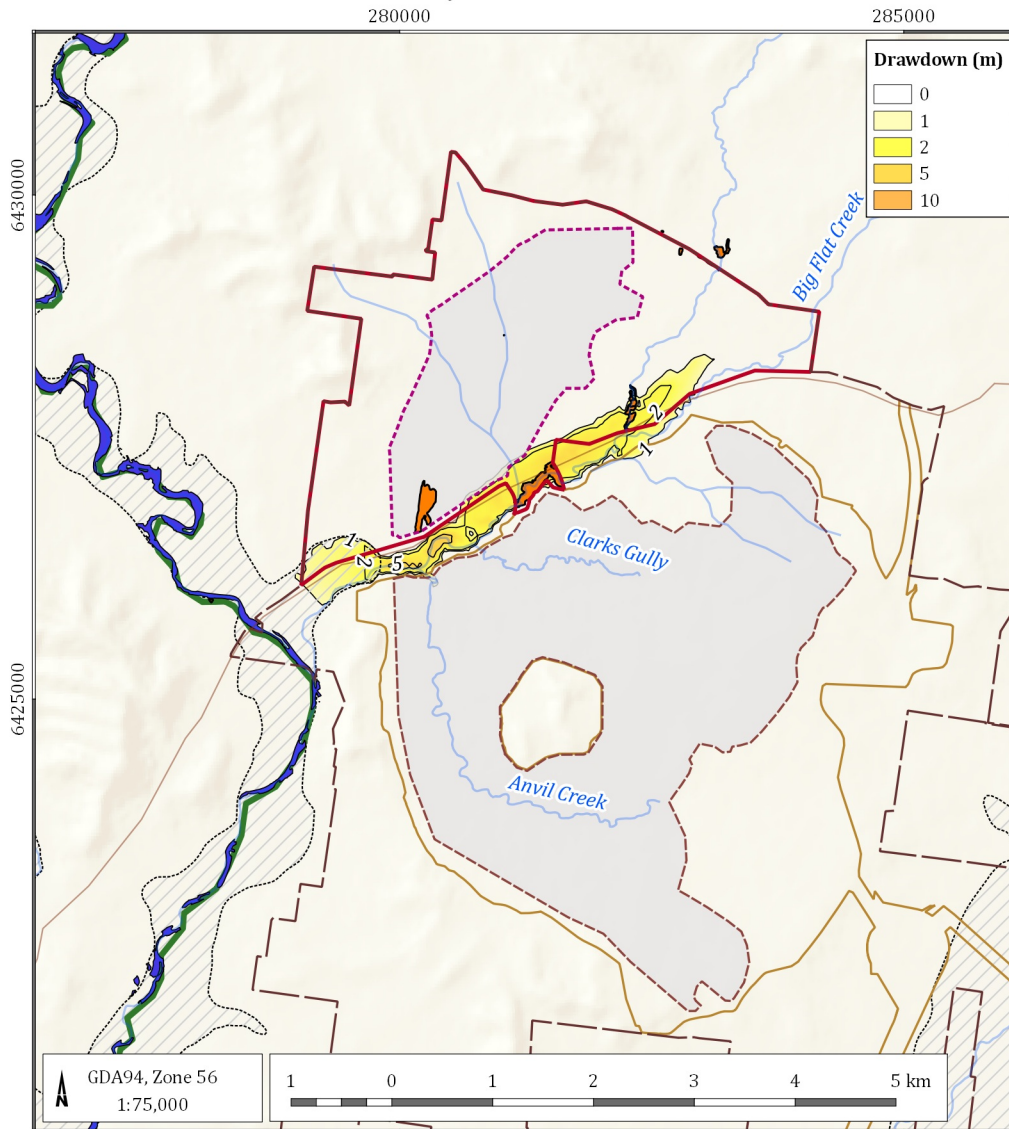 280000
285000
Drawdown (m)
0
1
2
5
10
6430000
Big Flat Creek
2
1
1
2
5
Clarks Gully
6425000
Anvil Creek
GDA94, Zone 56
1:75,000
1 0 1 2 3 4 5 km